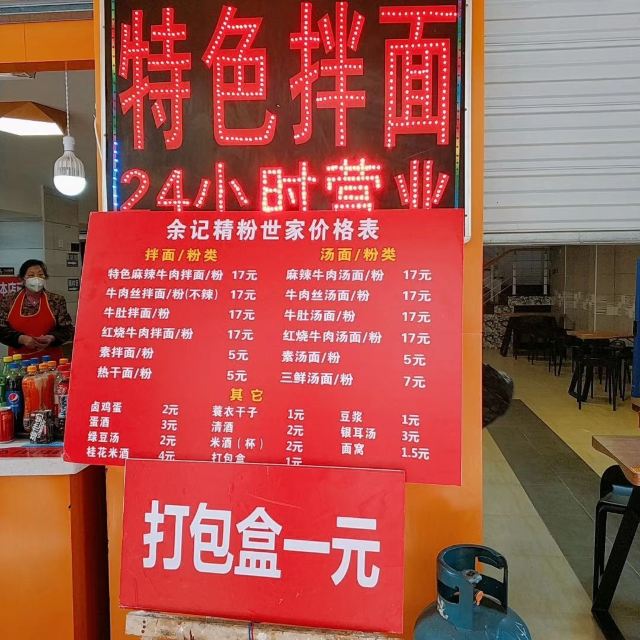 特色拌面
24小时营业
余记精粉世家价格表
拌面/粉类
特色麻辣牛肉拌面/粉 17元
牛肉丝拌面/粉(不辣) 17元
牛肚拌面/粉 17元
红烧牛肉拌面/粉 17元
素拌面/粉 5元
热干面/粉 5元
汤面/粉类
麻辣牛肉汤面/粉 17元
牛肉丝汤面/粉 17元
牛肚汤面/粉 17元
红烧牛肉汤面/粉 17元
素汤面/粉 5元
三鲜汤面/粉 7元
其它
卤鸡蛋 2元
蛋酒 3元
绿豆汤 2元
桂花米酒 4元
蓑衣干子 1元
清酒 2元
米酒(杯) 2元
打包盒 1元
豆浆 1元
银耳汤 3元
面窝 1.5元
打包盒一元